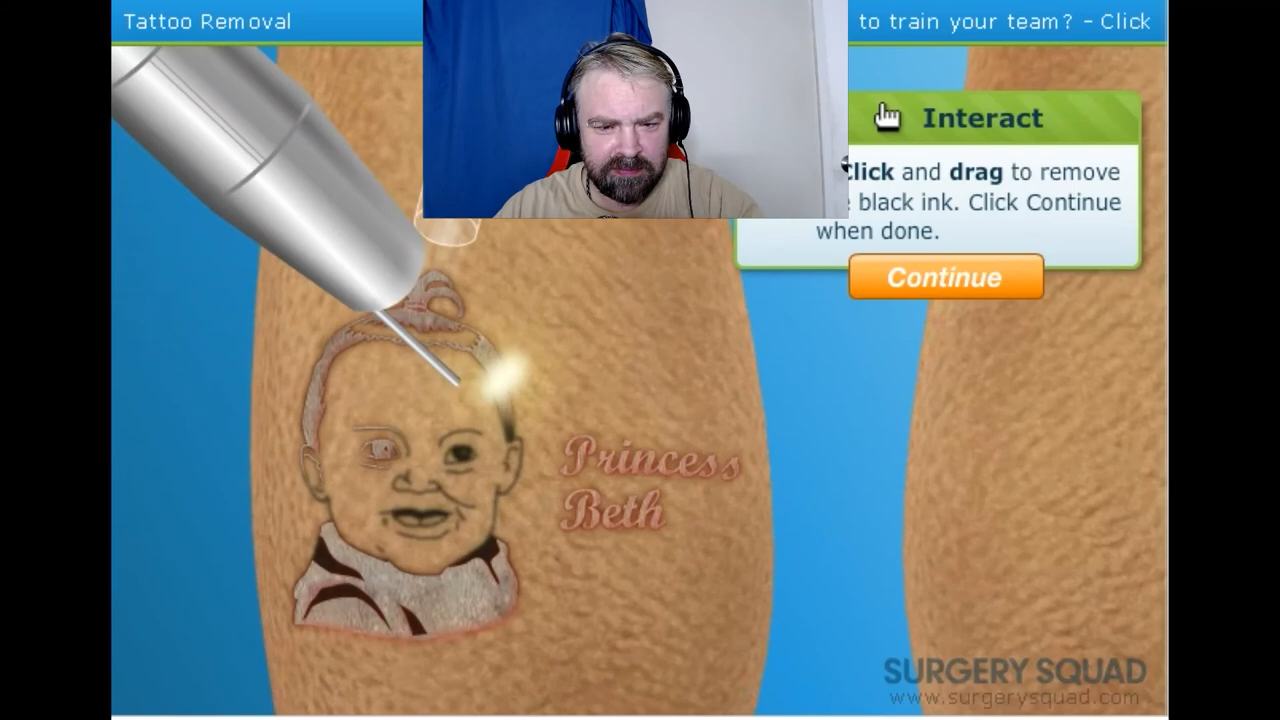 Tattoo Removal
to train your team? - Click
Interact
Click and drag to remove
black ink. Click Continue
when done.
Continue
Princess
Beth
SURGERY SQUAD
www.surgerysquad.com